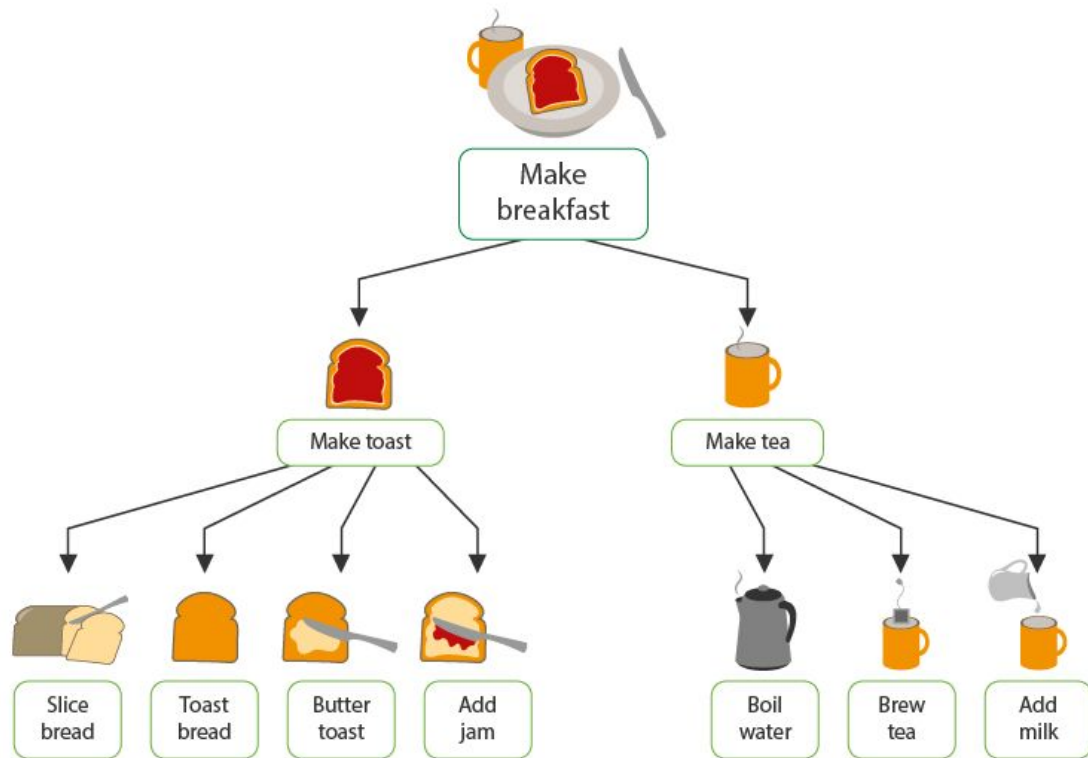 Make
breakfast
Make toast
Make tea
Slice
bread
Toast
bread
Butter
toast
Add
jam
Boil
water
Brew
tea
Add
milk